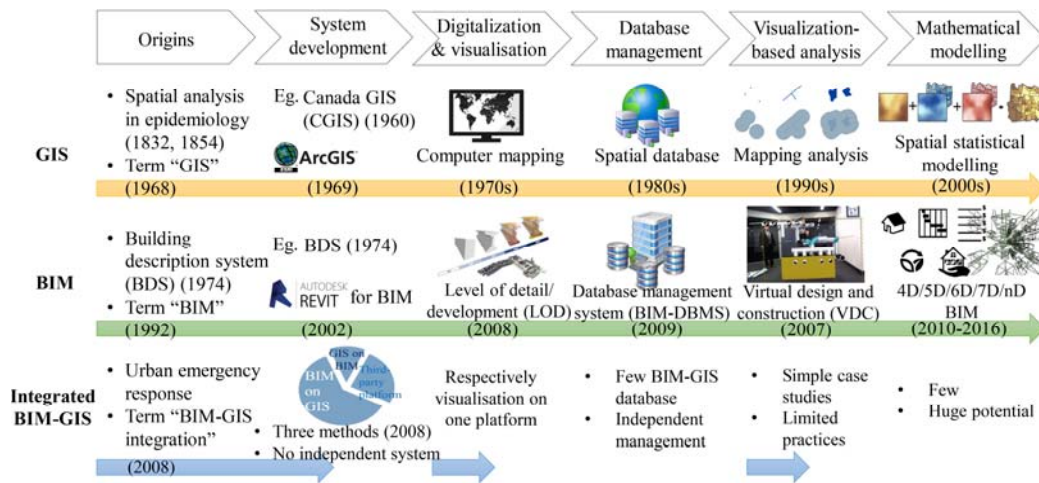 Origins
System
development
Digitalization
& visualisation
Database
management
Visualization-
based analysis
Mathematical
modelling
GIS
• Spatial analysis
in epidemiology
(1832, 1854)
• Term “GIS”
(1968)
Eg. Canada GIS
(CGIS) (1960)
ArcGIS
(1969)
Computer mapping
(1970s)
Spatial database
(1980s)
Mapping analysis
(1990s)
Spatial statistical
modelling
(2000s)
BIM
• Building
description system
(BDS) (1974)
• Term “BIM”
(1992)
Eg. BDS (1974)
AUTODESK
REVIT for BIM
(2002)
Level of detail/
development (LOD)
(2008)
Database management
system (BIM-DBMS)
(2009)
Virtual design and
construction (VDC)
(2007)
4D/5D/6D/7D/nD
BIM
(2010-2016)
Integrated
BIM-GIS
• Urban emergency
response
• Term “BIM-GIS
integration”
(2008)
GIS on
BIM
BIM
on
GIS
Third-
party
platform
• Three methods (2008)
• No independent system
Respectively
visualisation on
one platform
• Few BIM-GIS
database
• Independent
management
• Simple case
studies
• Limited
practices
• Few
• Huge potential